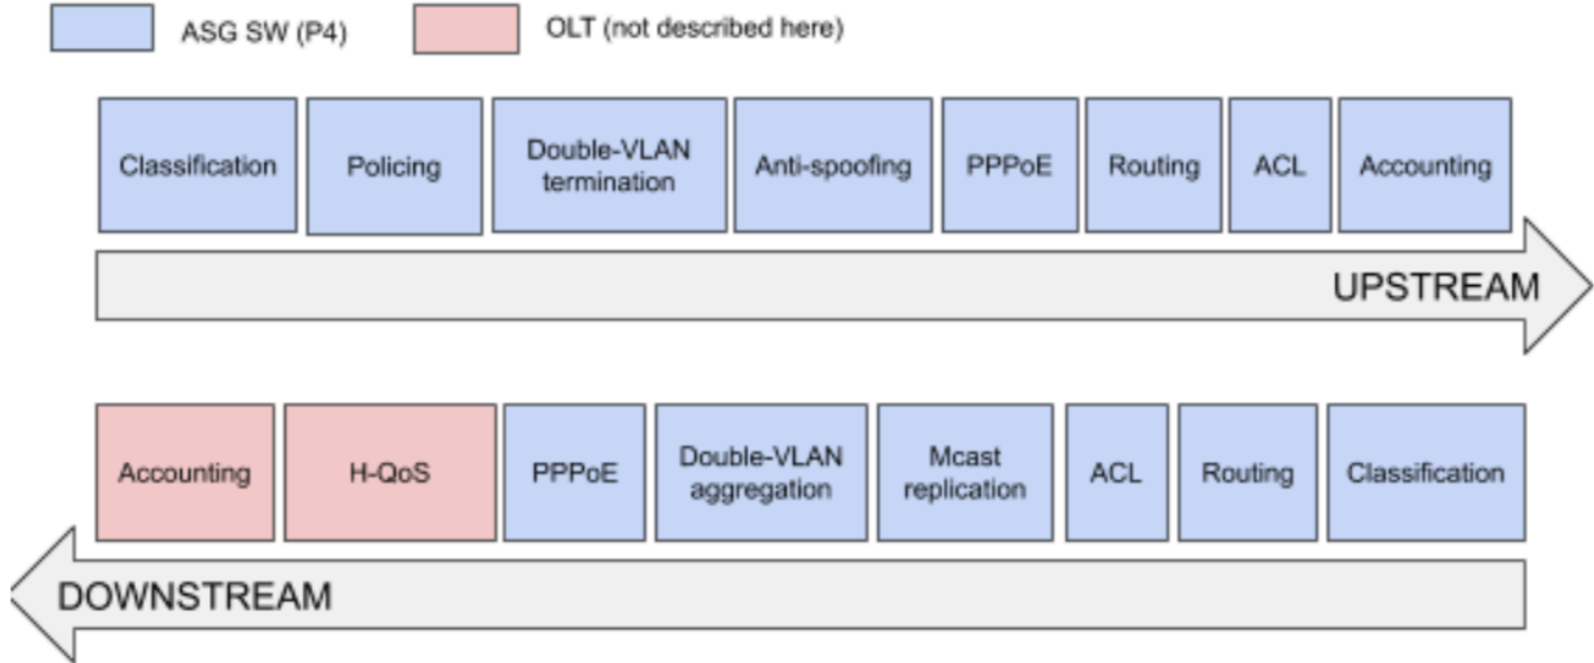 ASG SW (P4)
OLT (not described here)
Classification
Policing
Double-VLAN
termination
Anti-spoofing
PPPoE
Routing
ACL
Accounting
UPSTREAM
Accounting
H-QoS
PPPoE
Double-VLAN
aggregation
Mcast
replication
ACL
Routing
Classification
DOWNSTREAM